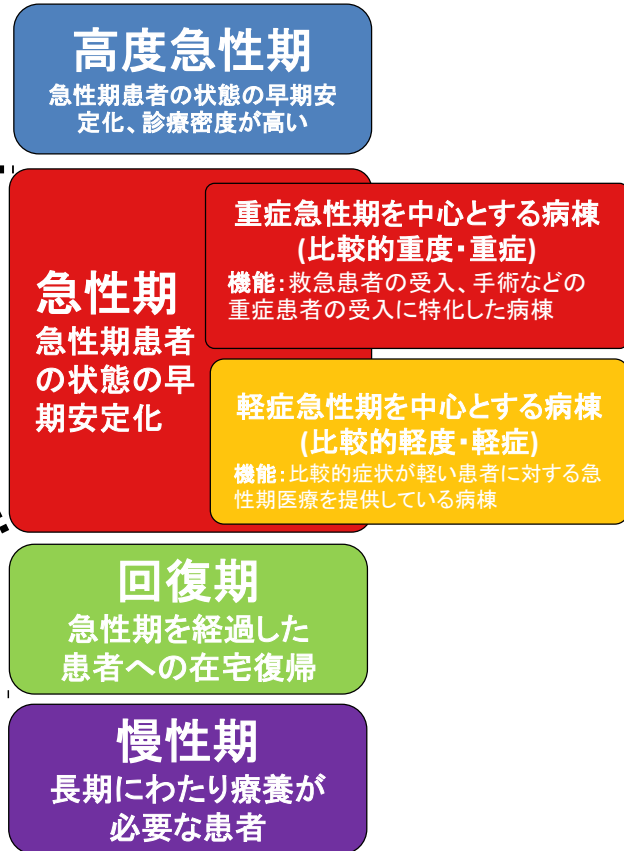 高度急性期
急性期患者の状態の早期安
定化、診療密度が高い
急性期
急性期患者
の状態の早
期安定化
重症急性期を中心とする病棟
(比較的重度・重症)
機能：救急患者の受入、手術などの
重症患者の受入に特化した病棟
軽症急性期を中心とする病棟
(比較的軽度・軽症)
機能：比較的症状が軽い患者に対する急
性期医療を提供している病棟
回復期
急性期を経過した
患者への在宅復帰
慢性期
長期にわたり療養が
必要な患者